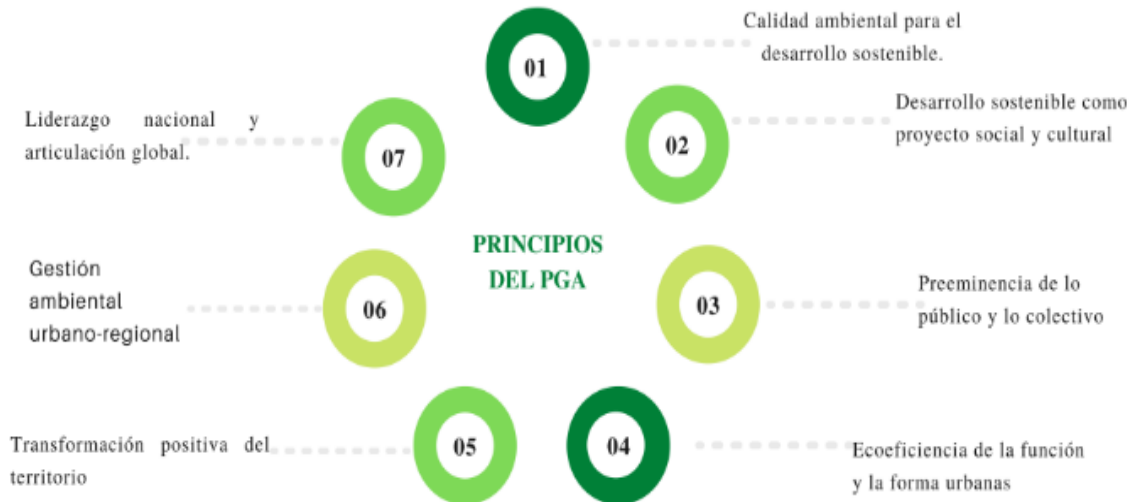 01
Calidad ambiental para el
desarrollo sostenible.
02
Desarrollo sostenible como
proyecto social y cultural
03
Preeminencia de lo
público y lo colectivo
04
Ecoeficiencia de la función
y la forma urbanas
05
Transformación positiva del
territorio
06
Gestión
ambiental
urbano-regional
07
Liderazgo nacional y
articulación global.
PRINCIPIOS
DEL PGA